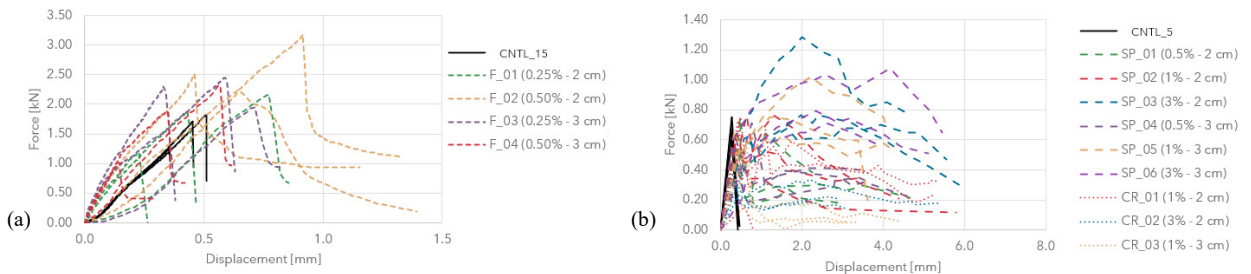 (a)
Force [kN]
3.50
3.00
2.50
2.00
1.50
1.00
0.50
0.00
0.0
0.5
1.0
1.5
Displacement [mm]
CNTL_15
F_01 (0.25% - 2 cm)
F_02 (0.50% - 2 cm)
F_03 (0.25% - 3 cm)
F_04 (0.50% - 3 cm)
(b)
Force [kN]
1.40
1.20
1.00
0.80
0.60
0.40
0.20
0.00
0.0
2.0
4.0
6.0
8.0
Displacement [mm]
CNTL_5
SP_01 (0.5% - 2 cm)
SP_02 (1% - 2 cm)
SP_03 (3% - 2 cm)
SP_04 (0.5% - 3 cm)
SP_05 (1% - 3 cm)
SP_06 (3% - 3 cm)
CR_01 (1% - 2 cm)
CR_02 (3% - 2 cm)
CR_03 (1% - 3 cm)